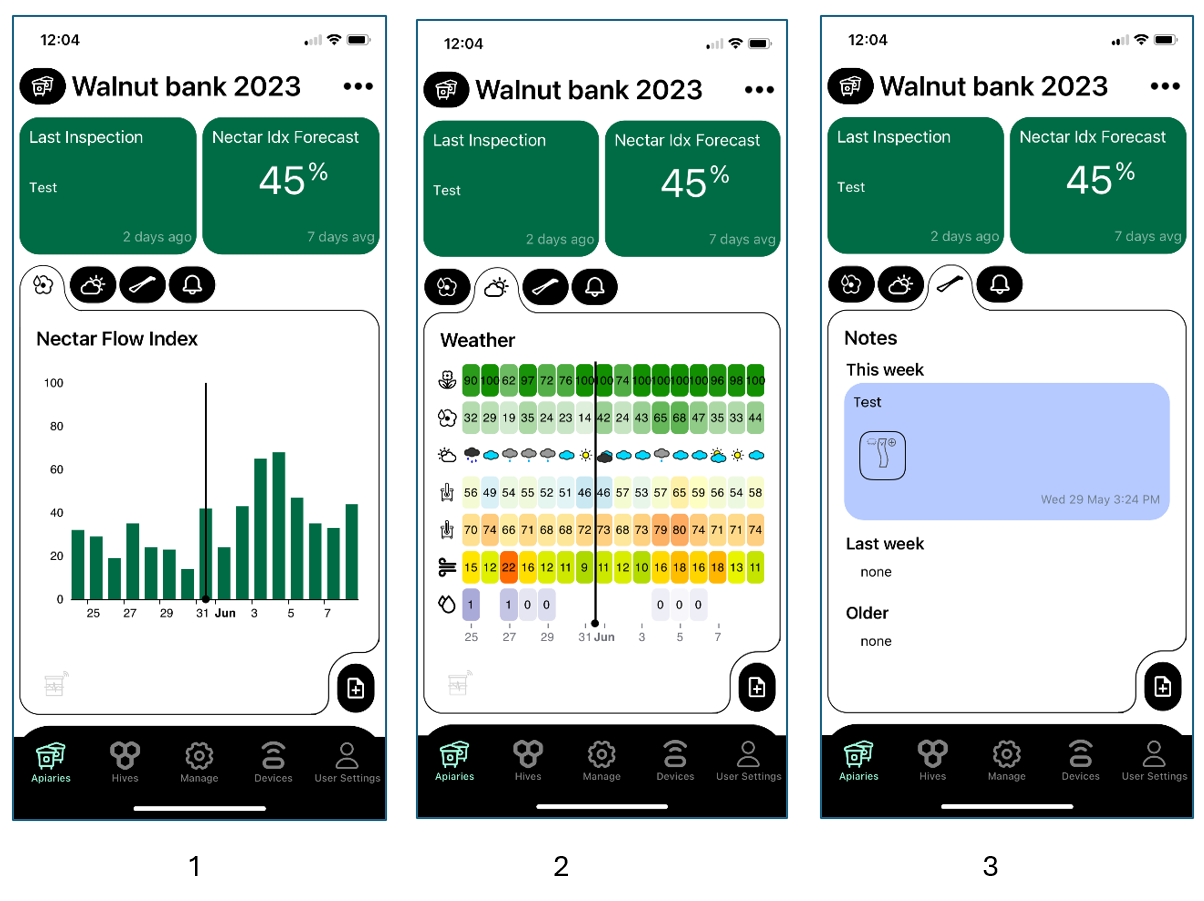 12:04
Walnut bank 2023
Last Inspection
Test
2 days ago
Nectar Idx Forecast
45%
7 days avg
Nectar Flow Index
100
80
60
40
20
0
25 27 29 31 Jun 3 5 7
Apiaries Hives Manage Devices User Settings
1
12:04
Walnut bank 2023
Last Inspection
Test
2 days ago
Nectar Idx Forecast
45%
7 days avg
Weather
90 100 62 97 72 76 100 100 74 100 100 100 100 96 98 100
32 29 19 35 24 23 14 42 24 43 65 68 47 35 33 44
56 49 54 55 52 51 46 46 57 53 57 65 59 56 54 58
70 74 66 71 68 68 72 73 68 73 79 80 74 71 71 74
15 12 22 16 12 11 9 11 12 10 16 18 16 18 13 11
1 1 0 0 0 0 0
25 27 29 31 Jun 3 5 7
Apiaries Hives Manage Devices User Settings
2
12:04
Walnut bank 2023
Last Inspection
Test
2 days ago
Nectar Idx Forecast
45%
7 days avg
Notes
This week
Test
Wed 29 May 3:24 PM
Last week
none
Older
none
Apiaries Hives Manage Devices User Settings
3